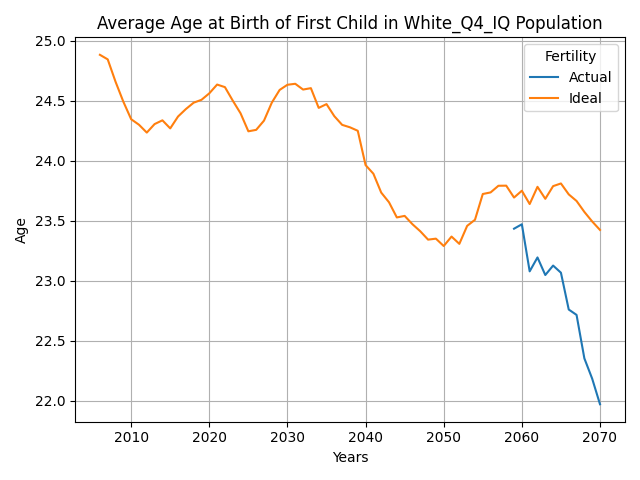 Average Age at Birth of First Child in White_Q4_IQ Population
Fertility
Actual
Ideal
25.0
24.5
24.0
23.5
23.0
22.5
22.0
Age
2010 2020 2030 2040 2050 2060 2070
Years